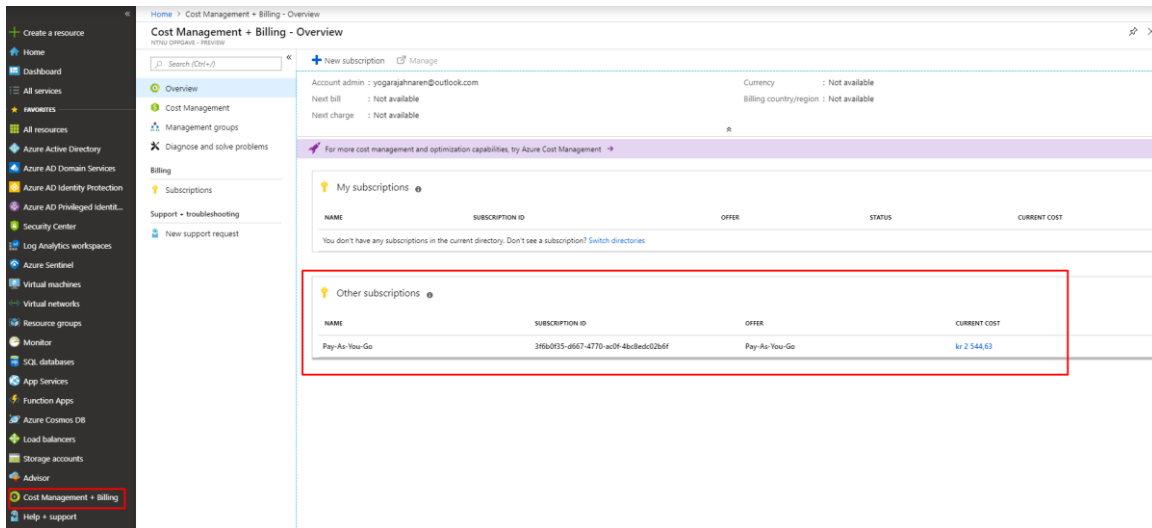 «
Create a resource
Home
Dashboard
All services
FAVORITES
All resources
Azure Active Directory
Azure AD Domain Services
Azure AD Identity Protection
Azure AD Privileged Identit...
Security Center
Log Analytics workspaces
Azure Sentinel
Virtual machines
Virtual networks
Resource groups
Monitor
SQL databases
App Services
Function Apps
Azure Cosmos DB
Load balancers
Storage accounts
Advisor
Cost Management + Billing
Help + support
Home > Cost Management + Billing - Overview
Cost Management + Billing - Overview
NTNU OPPGAVE - PREVIEW
Search (Ctrl+/)
«
Overview
Cost Management
Management groups
Diagnose and solve problems
Billing
Subscriptions
Support + troubleshooting
New support request
New subscription Manage
Account admin : yogarajahnaren@outlook.com Currency : Not available
Next bill : Not available Billing country/region : Not available
Next charge : Not available
For more cost management and optimization capabilities, try Azure Cost Management →
My subscriptions
NAME SUBSCRIPTION ID OFFER STATUS CURRENT COST
You don't have any subscriptions in the current directory. Don't see a subscription? Switch directories
Other subscriptions
NAME SUBSCRIPTION ID OFFER CURRENT COST
Pay-As-You-Go 3f6b0f35-d667-4770-ac0f-4bc8edc02b6f Pay-As-You-Go kr 2 544,63